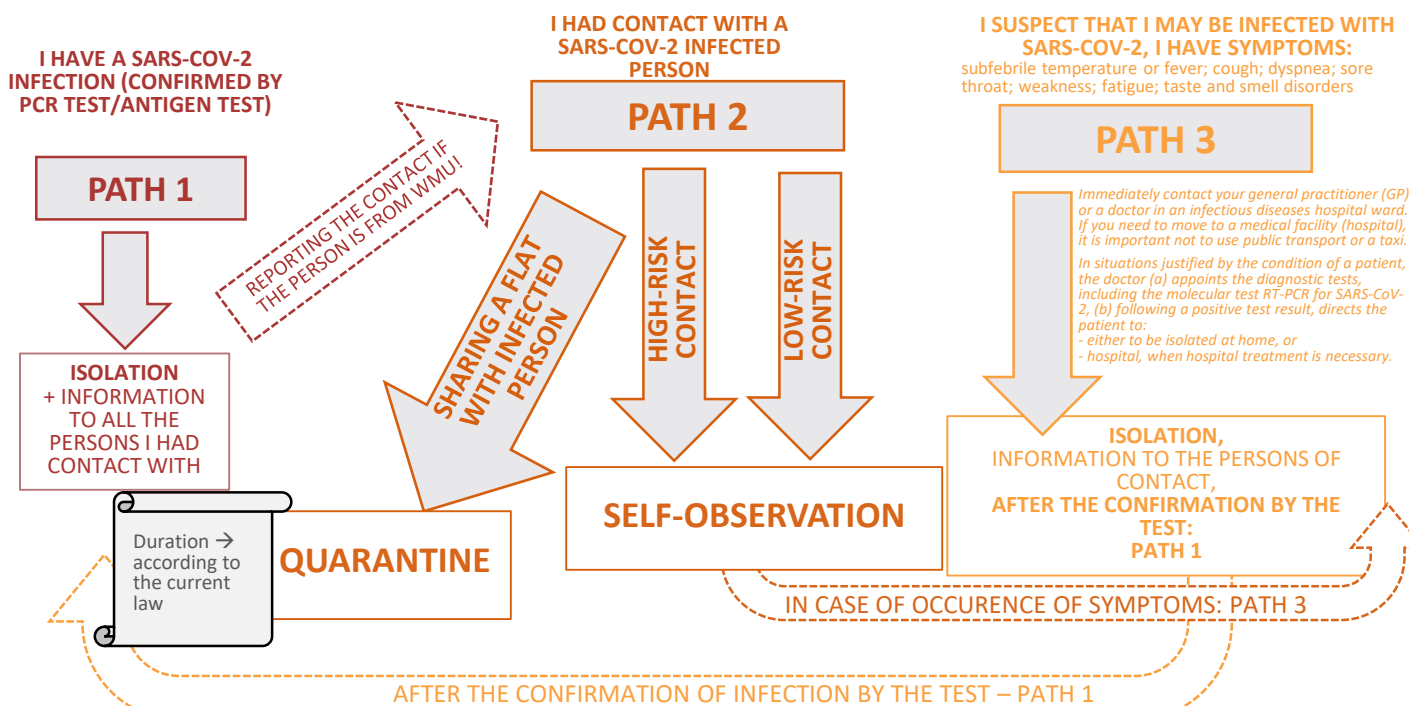 I HAVE A SARS-COV-2
INFECTION (CONFIRMED BY
PCR TEST/ANTIGEN TEST)
PATH 1
ISOLATION
+ INFORMATION
TO ALL THE
PERSONS I HAD
CONTACT WITH
Duration →
according to
the current
law
REPORTING THE CONTACT IF
THE PERSON IS FROM WMU!
I HAD CONTACT WITH A
SARS-COV-2 INFECTED
PERSON
PATH 2
SHARING A FLAT
WITH INFECTED
PERSON
HIGH-RISK
CONTACT
LOW-RISK
CONTACT
QUARANTINE
SELF-OBSERVATION
I SUSPECT THAT I MAY BE INFECTED WITH
SARS-COV-2, I HAVE SYMPTOMS:
subfebrile temperature or fever; cough; dyspnea; sore
throat; weakness; fatigue; taste and smell disorders
PATH 3
Immediately contact your general practitioner (GP)
or a doctor in an infectious diseases hospital ward.
If you need to move to a medical facility (hospital),
it is important not to use public transport or a taxi.
In situations justified by the condition of a patient,
the doctor (a) appoints the diagnostic tests,
including the molecular test RT-PCR for SARS-CoV-
2, (b) following a positive test result, directs the
patient to:
- either to be isolated at home, or
- hospital, when hospital treatment is necessary.
ISOLATION,
INFORMATION TO THE PERSONS OF
CONTACT,
AFTER THE CONFIRMATION BY THE
TEST:
PATH 1
IN CASE OF OCCURENCE OF SYMPTOMS: PATH 3
AFTER THE CONFIRMATION OF INFECTION BY THE TEST – PATH 1